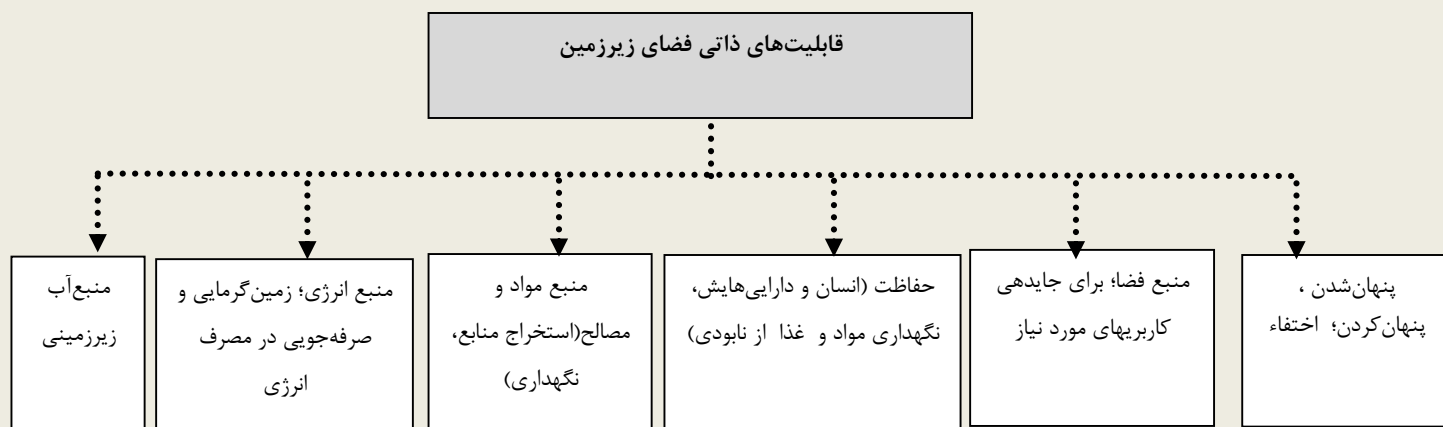 قابلیت‌های ذاتی فضای زیرزمین
پنهان‌شدن ،
پنهان‌کردن؛ اختفاء
منبع فضا؛ برای جایدهی
کاربریهای مورد نیاز
حفاظت (انسان و دارایی‌هایش،
نگهداری مواد و غذا از نابودی)
منبع مواد و
مصالح(استخراج منابع،
نگهداری)
منبع انرژی؛ زمین‌گرمایی و
صرفه‌جویی در مصرف
انرژی
منبع‌آب
زیرزمینی